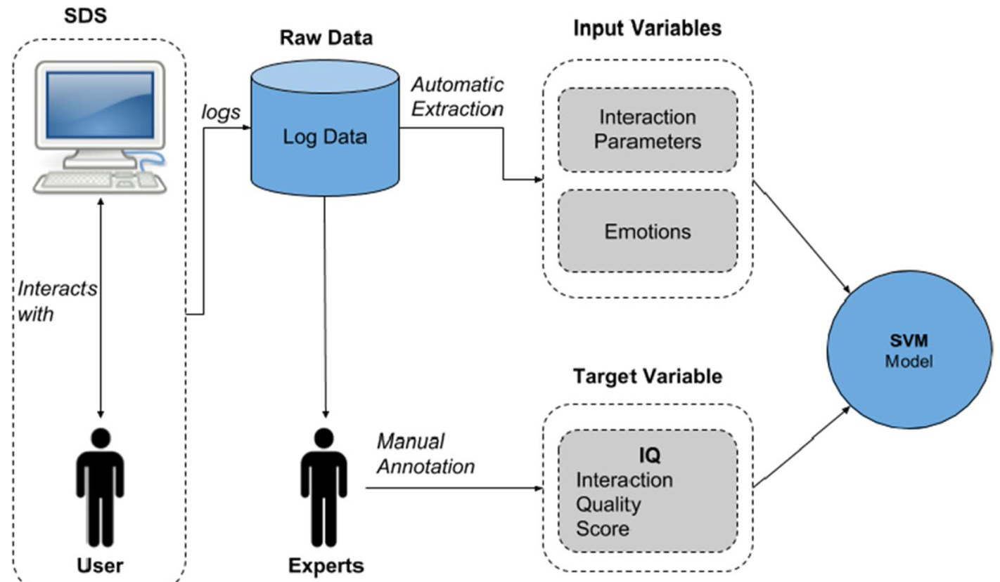 SDS
Interacts
with
User
logs
Raw Data
Log Data
Experts
Automatic
Extraction
Manual
Annotation
Input Variables
Interaction
Parameters
Emotions
Target Variable
IQ
Interaction
Quality
Score
SVM
Model